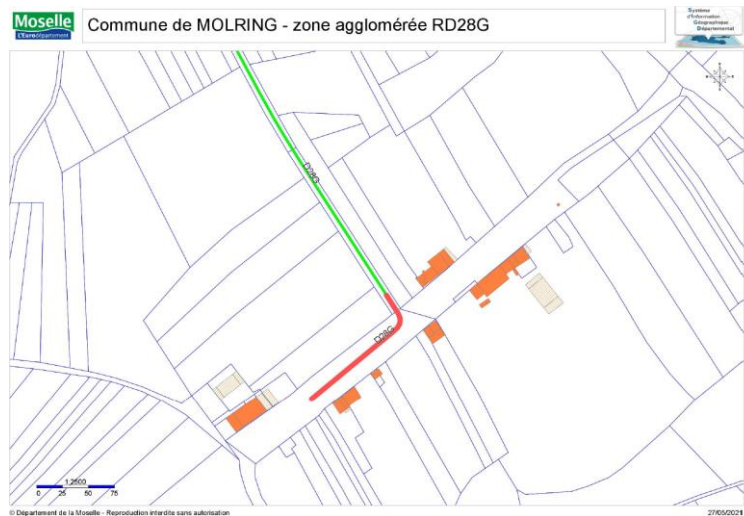 Moselle
L'Eurodépartement
Commune de MOLRING - zone agglomérée RD28G
Système
d'Information
Géographique
Départemental
D28G
D28G
1:2500
0 25 50 75
© Département de la Moselle - Reproduction interdite sans autorisation
27/05/2021